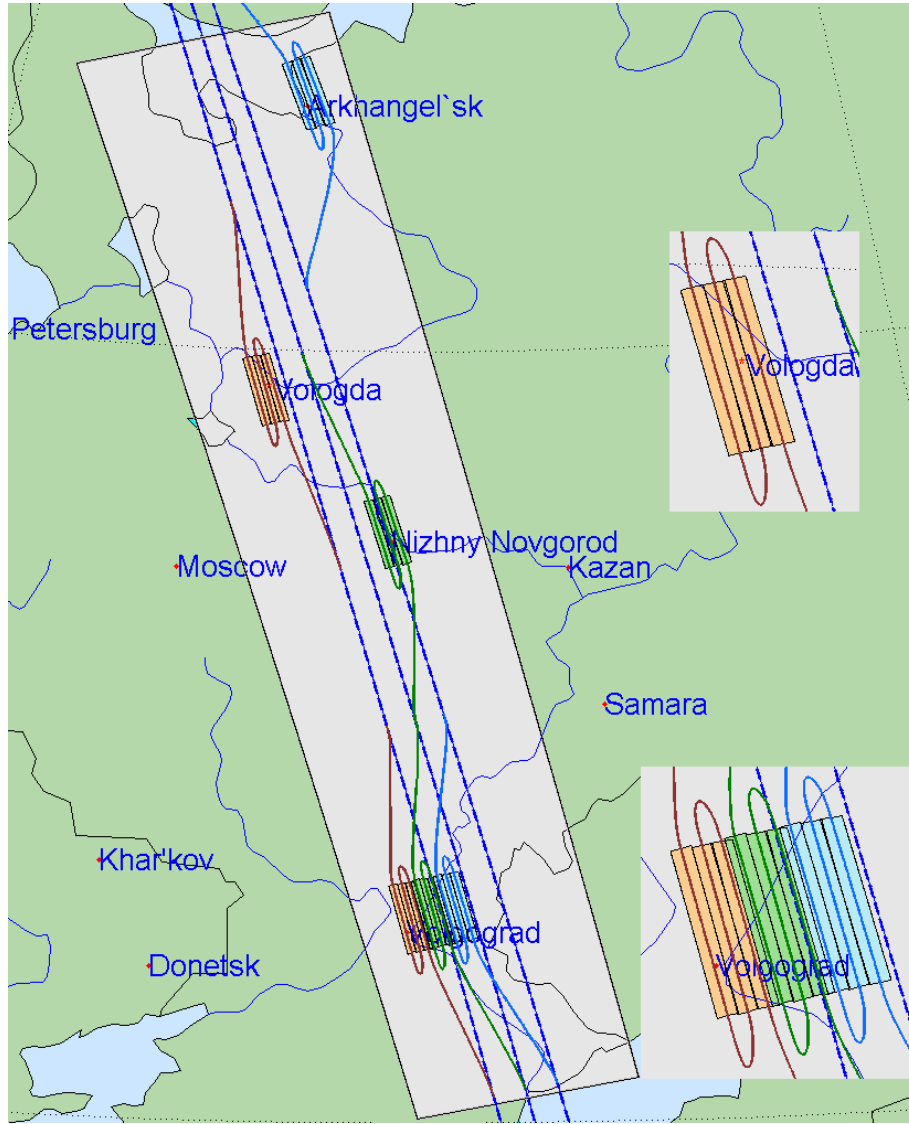 Arkhangel`sk
Petersburg
Vologda
Vologda
Nizhny Novgorod
Moscow
Kazan
Samara
Khar'kov
Volgograd
Donetsk
Volgograd